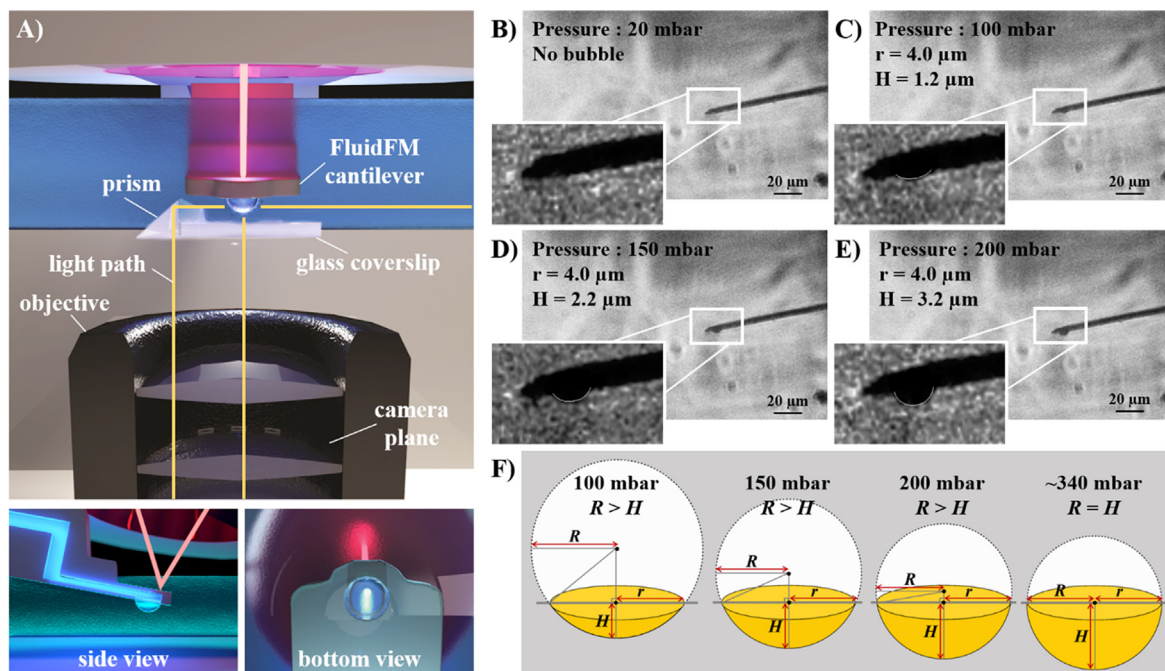 A)
FluidFM
cantilever
prism
light path
glass coverslip
objective
camera
plane
side view
bottom view
B) Pressure : 20 mbar
No bubble
20 µm
C) Pressure : 100 mbar
r = 4.0 µm
H = 1.2 µm
20 µm
D) Pressure : 150 mbar
r = 4.0 µm
H = 2.2 µm
20 µm
E) Pressure : 200 mbar
r = 4.0 µm
H = 3.2 µm
20 µm
F)
100 mbar
R > H
R
r
H
150 mbar
R > H
R
r
H
200 mbar
R > H
R
r
H
~340 mbar
R = H
R
r
H